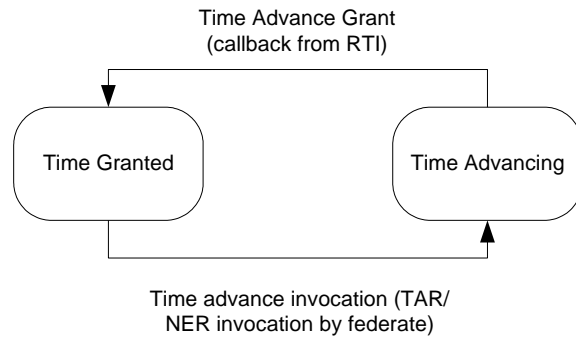 Time Advance Grant
(callback from RTI)
Time Granted
Time Advancing
Time advance invocation (TAR/
NER invocation by federate)